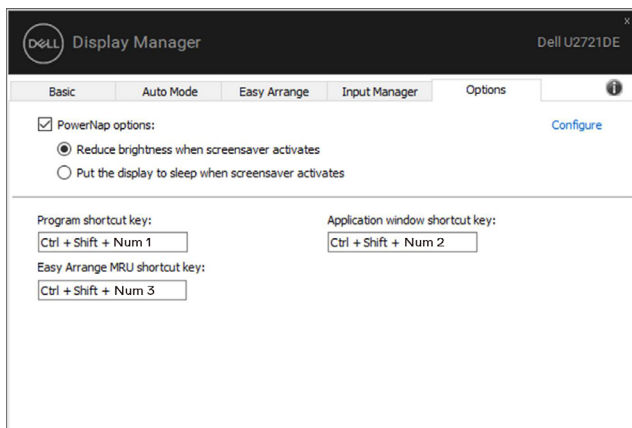 x
DELL Display Manager Dell U2721DE
Basic Auto Mode Easy Arrange Input Manager Options i
PowerNap options: Configure
Reduce brightness when screensaver activates
Put the display to sleep when screensaver activates
Program shortcut key: Application window shortcut key:
Ctrl + Shift + Num 1 Ctrl + Shift + Num 2
Easy Arrange MRU shortcut key:
Ctrl + Shift + Num 3